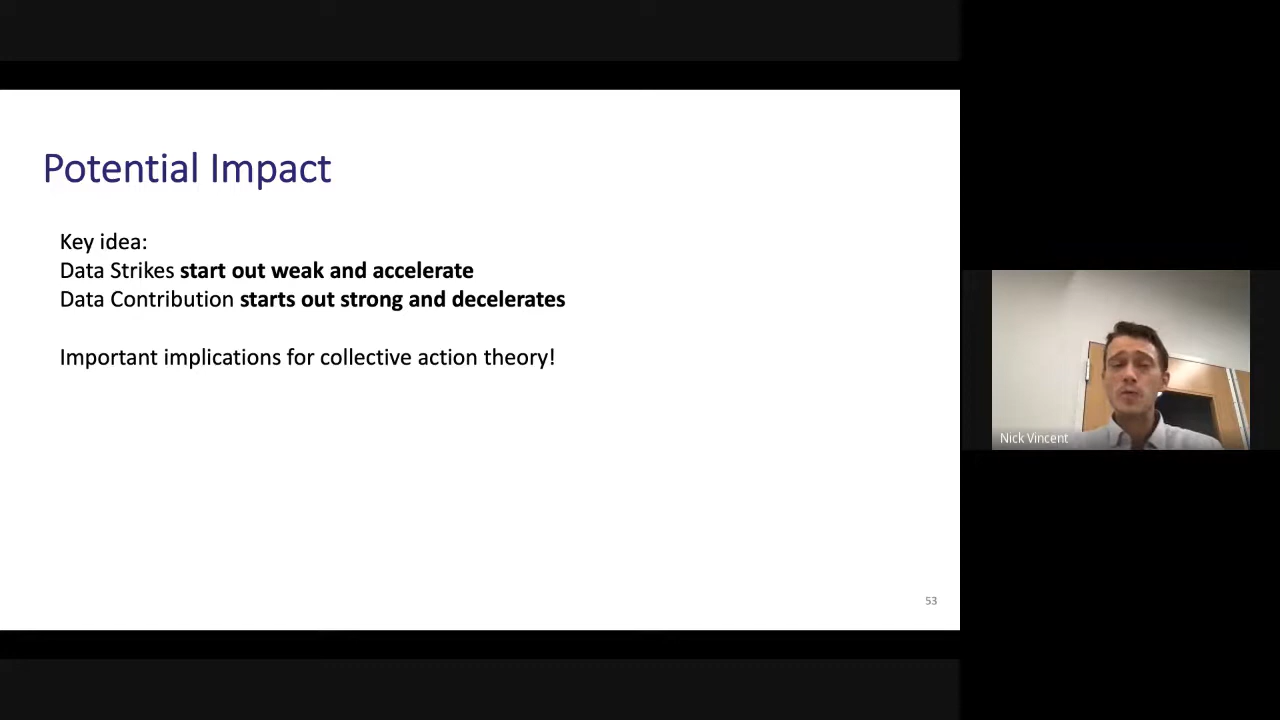 Potential Impact
Key idea:
Data Strikes start out weak and accelerate
Data Contribution starts out strong and decelerates
Important implications for collective action theory!
53
Nick Vincent